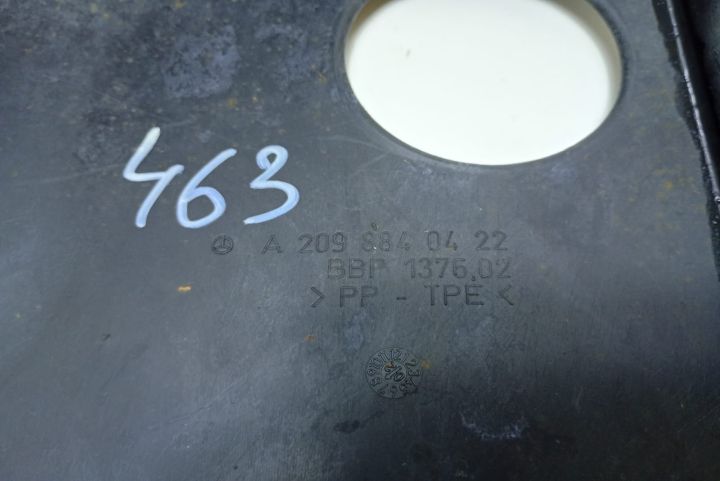 463
A 209 884 04 22
BBP 1376,02
> PP - TPE <